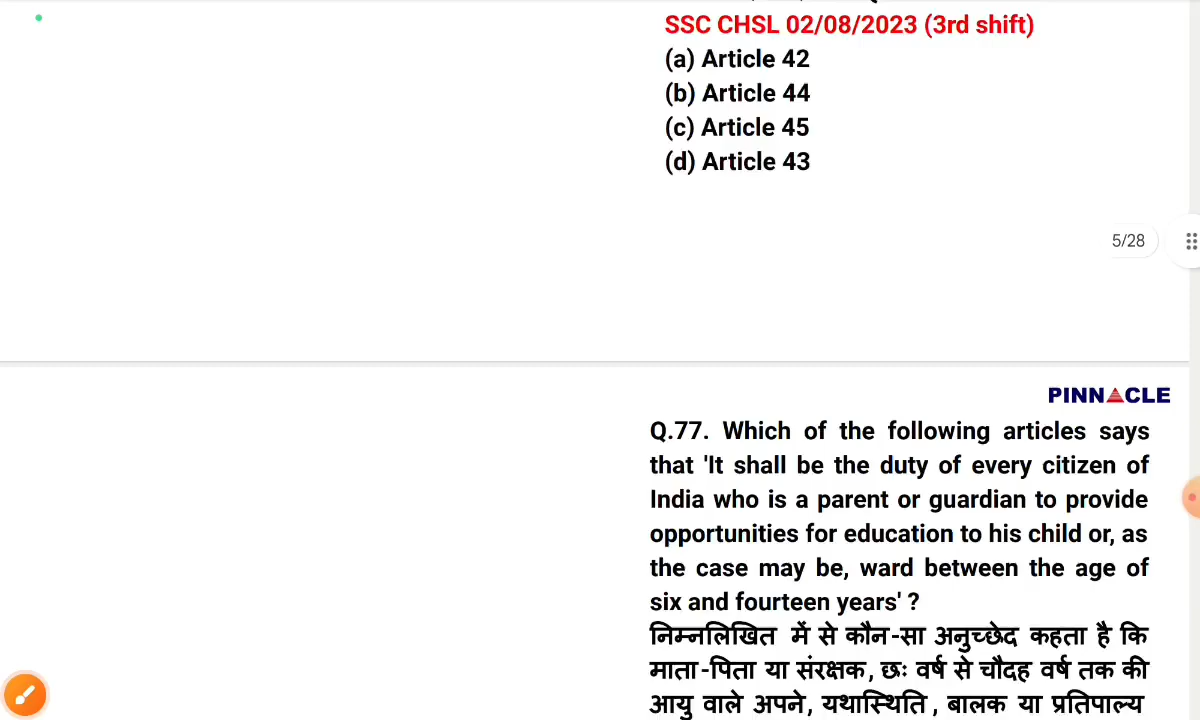 SSC CHSL 02/08/2023 (3rd shift)
(a) Article 42
(b) Article 44
(c) Article 45
(d) Article 43
5/28
PINNACLE
Q.77. Which of the following articles says
that 'It shall be the duty of every citizen of
India who is a parent or guardian to provide
opportunities for education to his child or, as
the case may be, ward between the age of
six and fourteen years' ?
निम्नलिखित में से कौन-सा अनुच्छेद कहता है कि
माता-पिता या संरक्षक, छः वर्ष से चौदह वर्ष तक की
आयु वाले अपने, यथास्थिति, बालक या प्रतिपाल्य